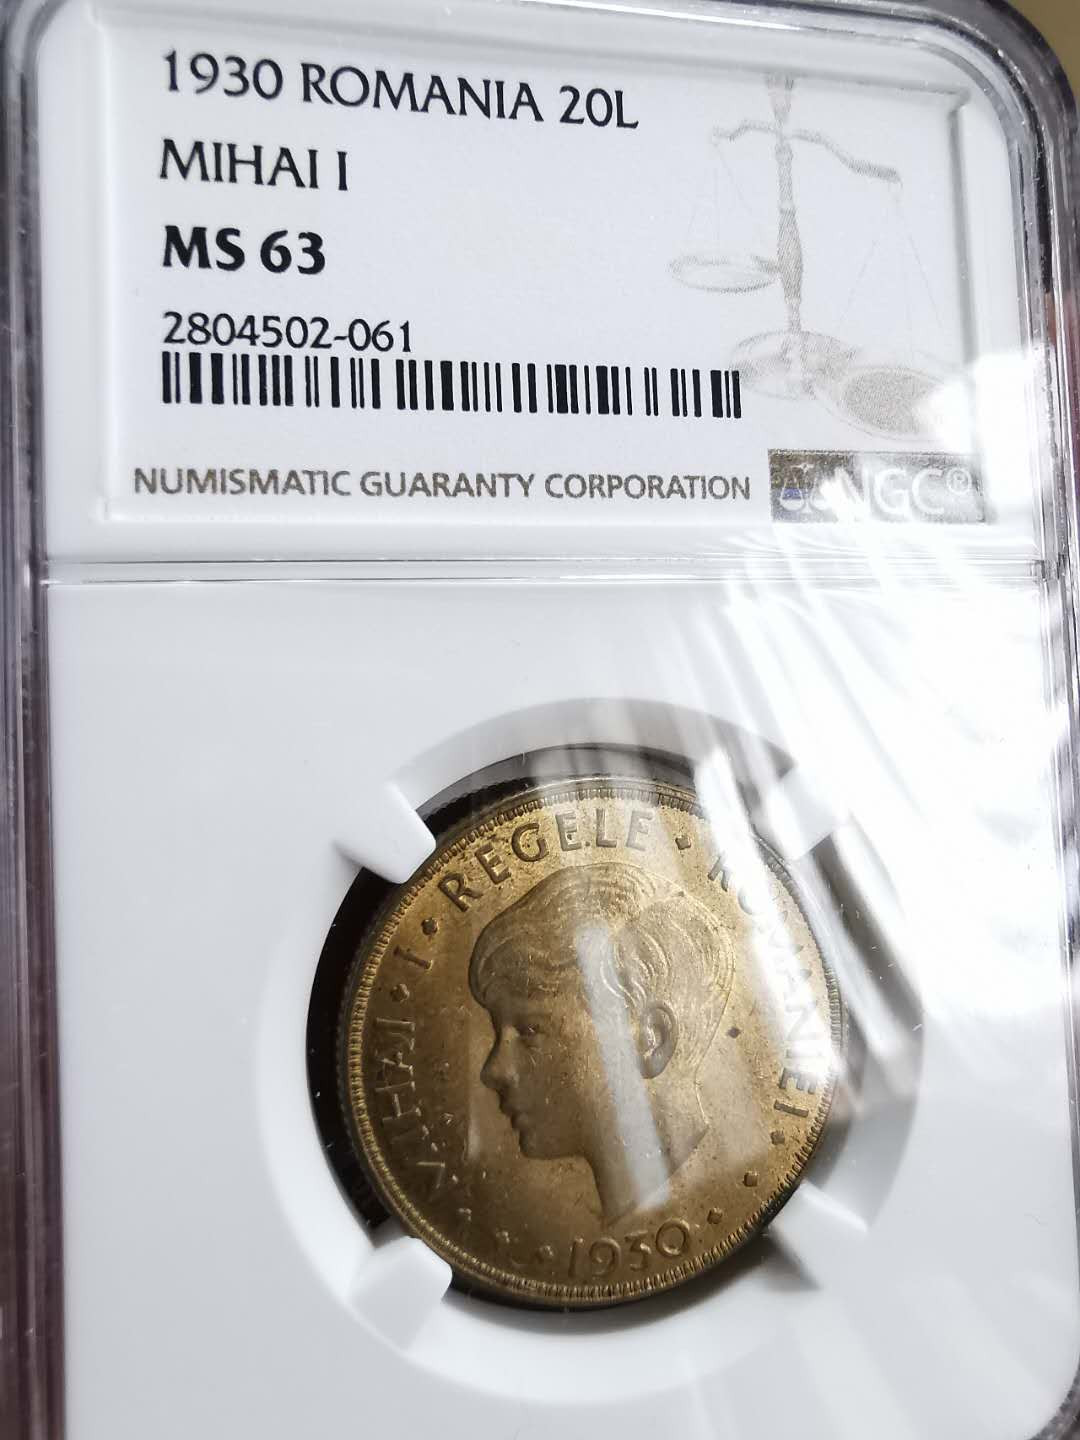 1930 ROMANIA 20L
MIHAI I
MS 63
2804502-061
NUMISMATIC GUARANTY CORPORATION
NGC®
MIHAI · I · REGELE · ROMANIEI ·
· 1930 ·